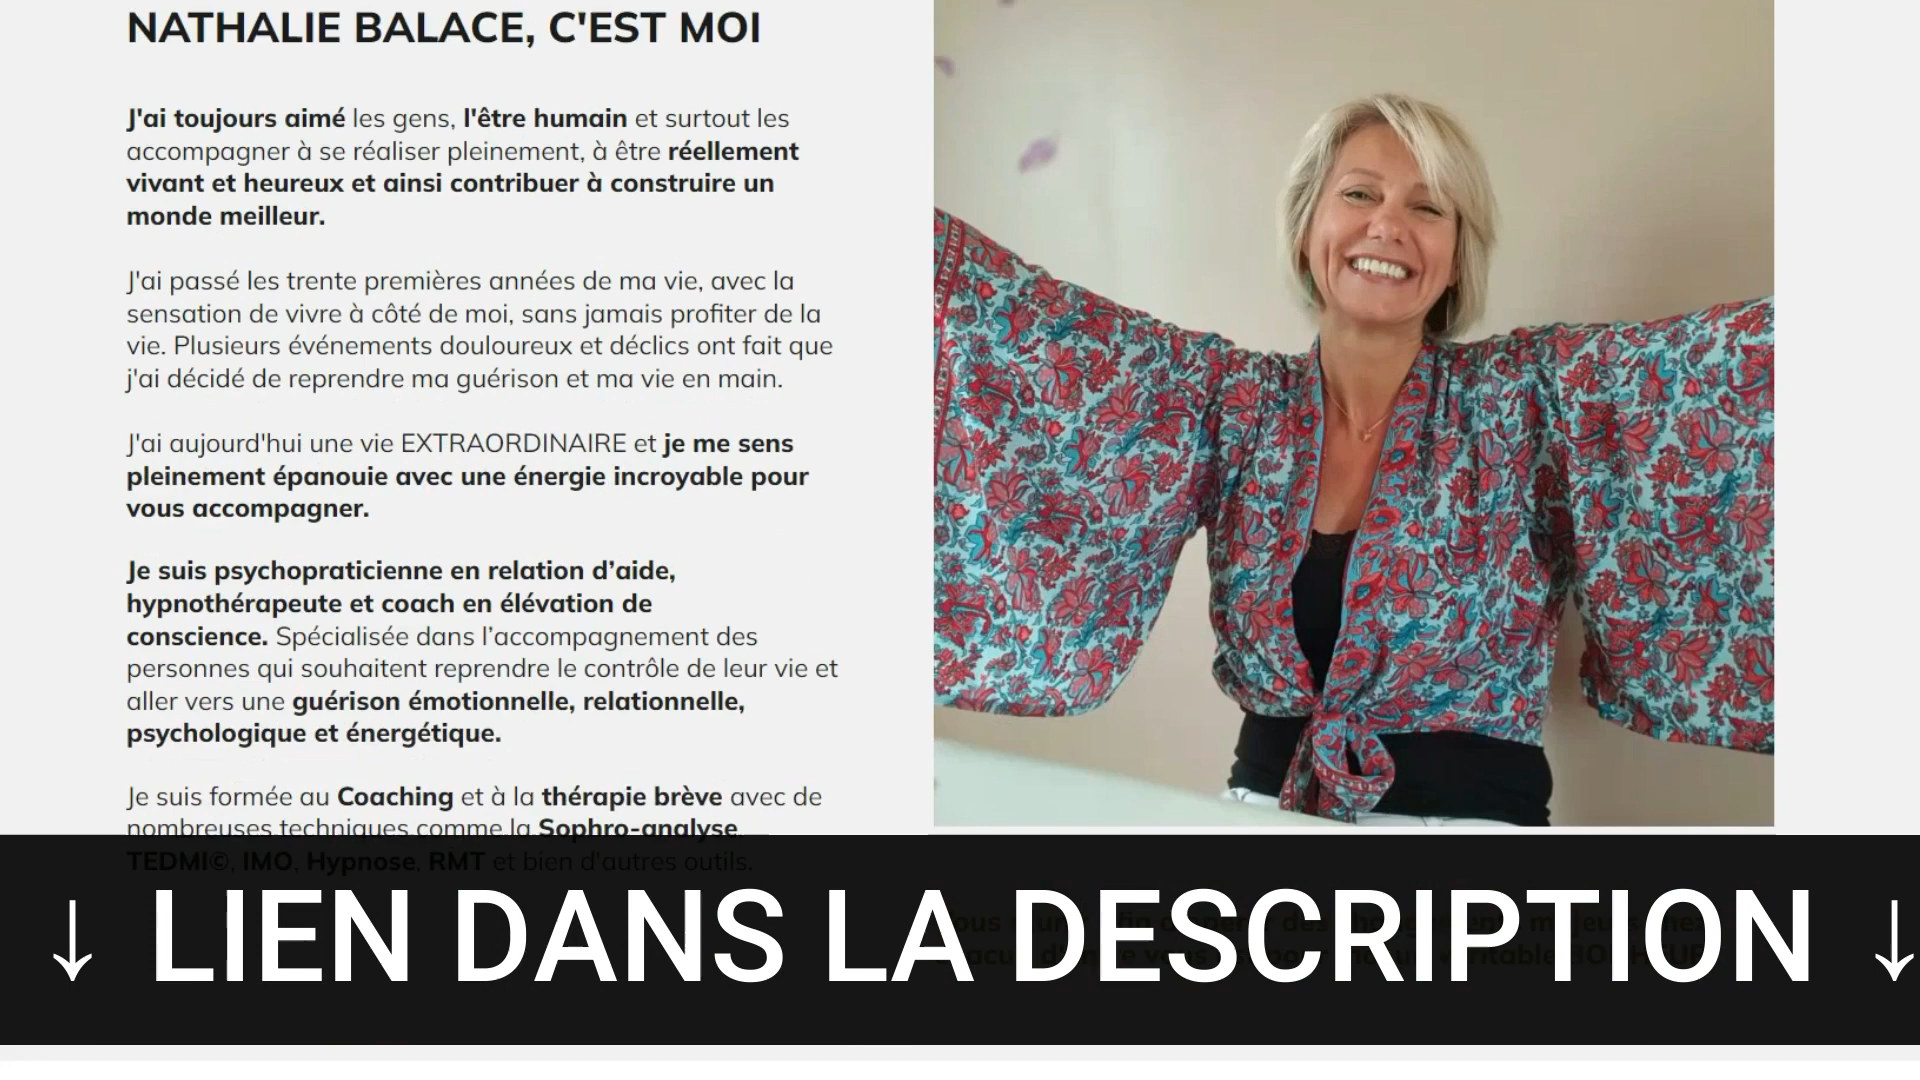 NATHALIE BALACE, C'EST MOI
J'ai toujours aimé les gens, l'être humain et surtout les
accompagner à se réaliser pleinement, à être réellement
vivant et heureux et ainsi contribuer à construire un
monde meilleur.
J'ai passé les trente premières années de ma vie, avec la
sensation de vivre à côté de moi, sans jamais profiter de la
vie. Plusieurs événements douloureux et déclics ont fait que
j'ai décidé de reprendre ma guérison et ma vie en main.
J'ai aujourd'hui une vie EXTRAORDINAIRE et je me sens
pleinement épanouie avec une énergie incroyable pour
vous accompagner.
Je suis psychopraticienne en relation d’aide,
hypnothérapeute et coach en élévation de
conscience. Spécialisée dans l’accompagnement des
personnes qui souhaitent reprendre le contrôle de leur vie et
aller vers une guérison émotionnelle, relationnelle,
psychologique et énergétique.
Je suis formée au Coaching et à la thérapie brève avec de
nombreuses techniques comme la Sophro-analyse,
TEDMI©, IMO, Hypnose, RMT et bien d'autres outils.
↓ LIEN DANS LA DESCRIPTION ↓